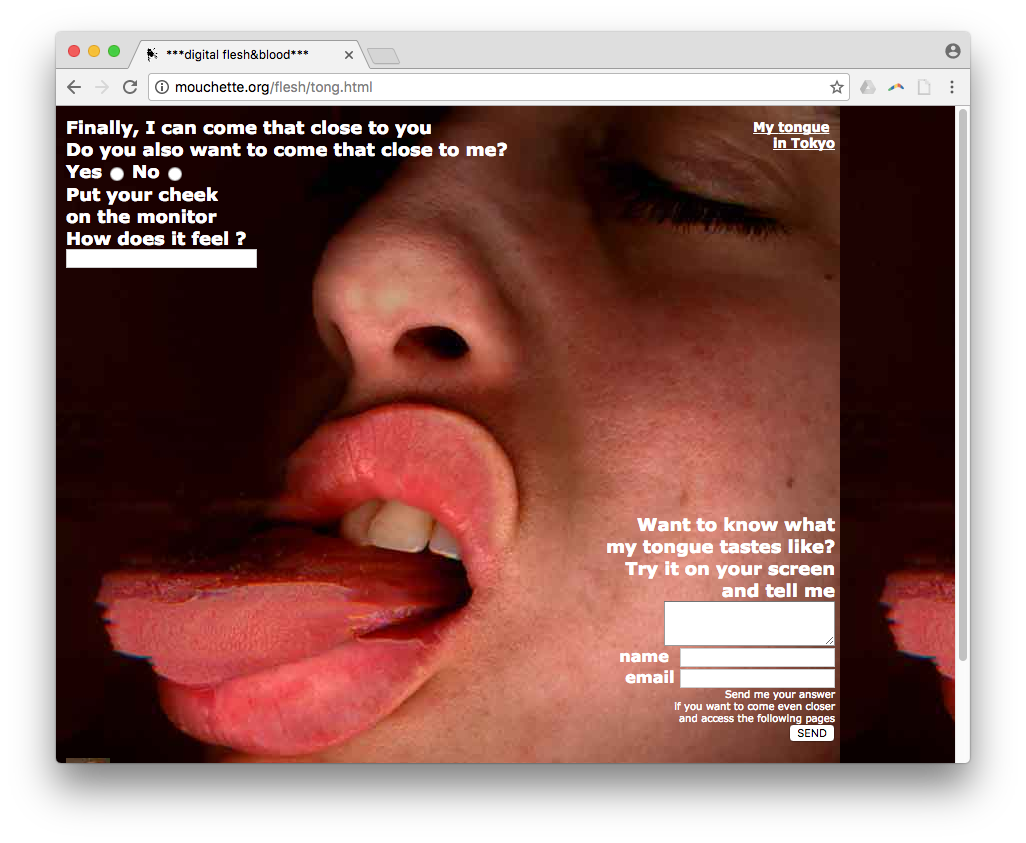 ***digital flesh&blood***
mouchette.org/flesh/tong.html
Finally, I can come that close to you
Do you also want to come that close to me?
Yes No
Put your cheek
on the monitor
How does it feel ?
My tongue
in Tokyo
Want to know what
my tongue tastes like?
Try it on your screen
and tell me
name
email
Send me your answer
if you want to come even closer
and access the following pages
SEND